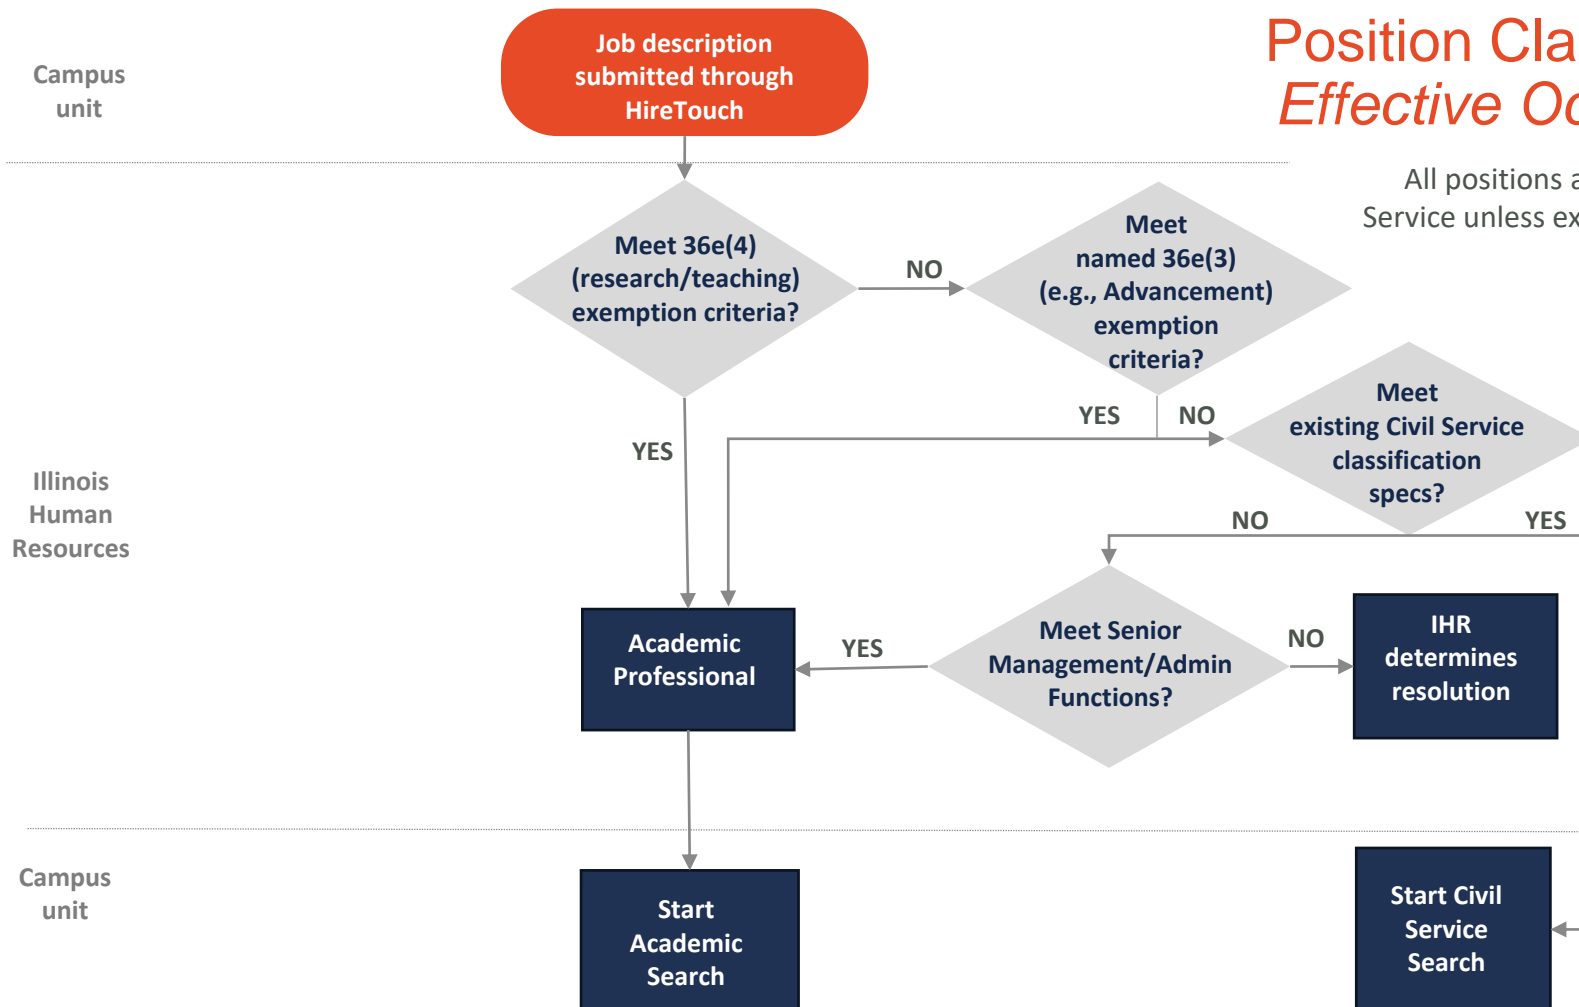 Position Cla
Effective Oc
All positions a
Service unless ex
Campus
unit
Job description
submitted through
HireTouch
Meet 36e(4)
(research/teaching)
exemption criteria?
NO
Meet
named 36e(3)
(e.g., Advancement)
exemption
criteria?
YES
YES
NO
Meet
existing Civil Service
classification
specs?
NO
YES
Illinois
Human
Resources
Academic
Professional
YES
Meet Senior
Management/Admin
Functions?
NO
IHR
determines
resolution
Campus
unit
Start
Academic
Search
Start Civil
Service
Search